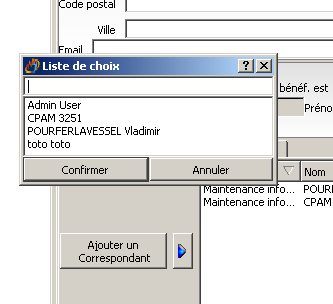 Code postal
Ville
Email
Liste de choix
bénéf. est
Admin User
Préno
CPAM 3251
POURFERLAVESSEL Vladimir
toto toto
Confirmer
Annuler
Nom
Maintenance info... POUR
Maintenance info... CPAM
Ajouter un
Correspondant